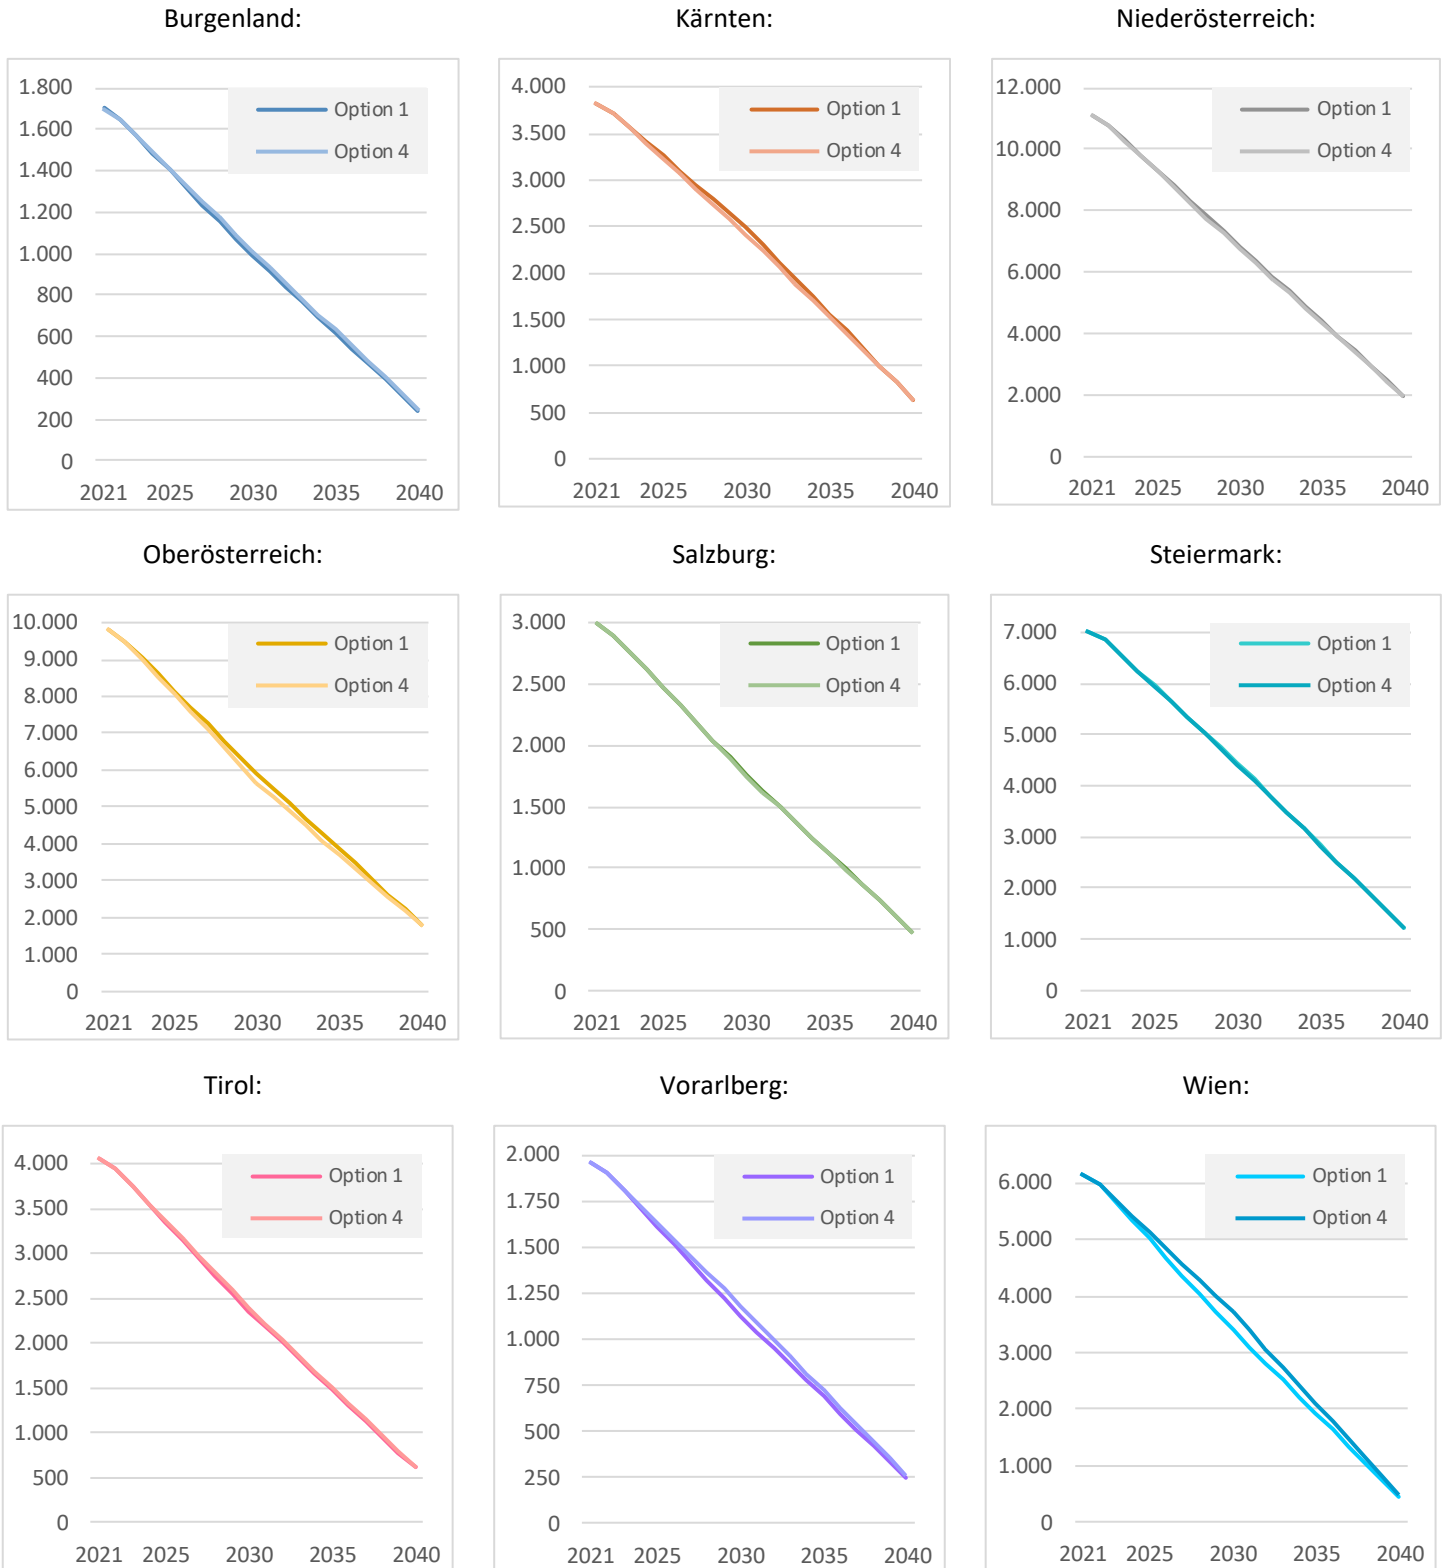 Burgenland:
Kärnten:
Niederösterreich:
1.800
1.600
1.400
1.200
1.000
800
600
400
200
0
2021 2025 2030 2035 2040
Option 1
Option 4
4.000
3.500
3.000
2.500
2.000
1.500
1.000
500
0
2021 2025 2030 2035 2040
Option 1
Option 4
12.000
10.000
8.000
6.000
4.000
2.000
0
2021 2025 2030 2035 2040
Option 1
Option 4
Oberösterreich:
Salzburg:
Steiermark:
10.000
9.000
8.000
7.000
6.000
5.000
4.000
3.000
2.000
1.000
0
2021 2025 2030 2035 2040
Option 1
Option 4
3.000
2.500
2.000
1.500
1.000
500
0
2021 2025 2030 2035 2040
Option 1
Option 4
7.000
6.000
5.000
4.000
3.000
2.000
1.000
0
2021 2025 2030 2035 2040
Option 1
Option 4
Tirol:
Vorarlberg:
Wien:
4.000
3.500
3.000
2.500
2.000
1.500
1.000
500
0
2021 2025 2030 2035 2040
Option 1
Option 4
2.000
1.750
1.500
1.250
1.000
750
500
250
0
2021 2025 2030 2035 2040
Option 1
Option 4
6.000
5.000
4.000
3.000
2.000
1.000
0
2021 2025 2030 2035 2040
Option 1
Option 4